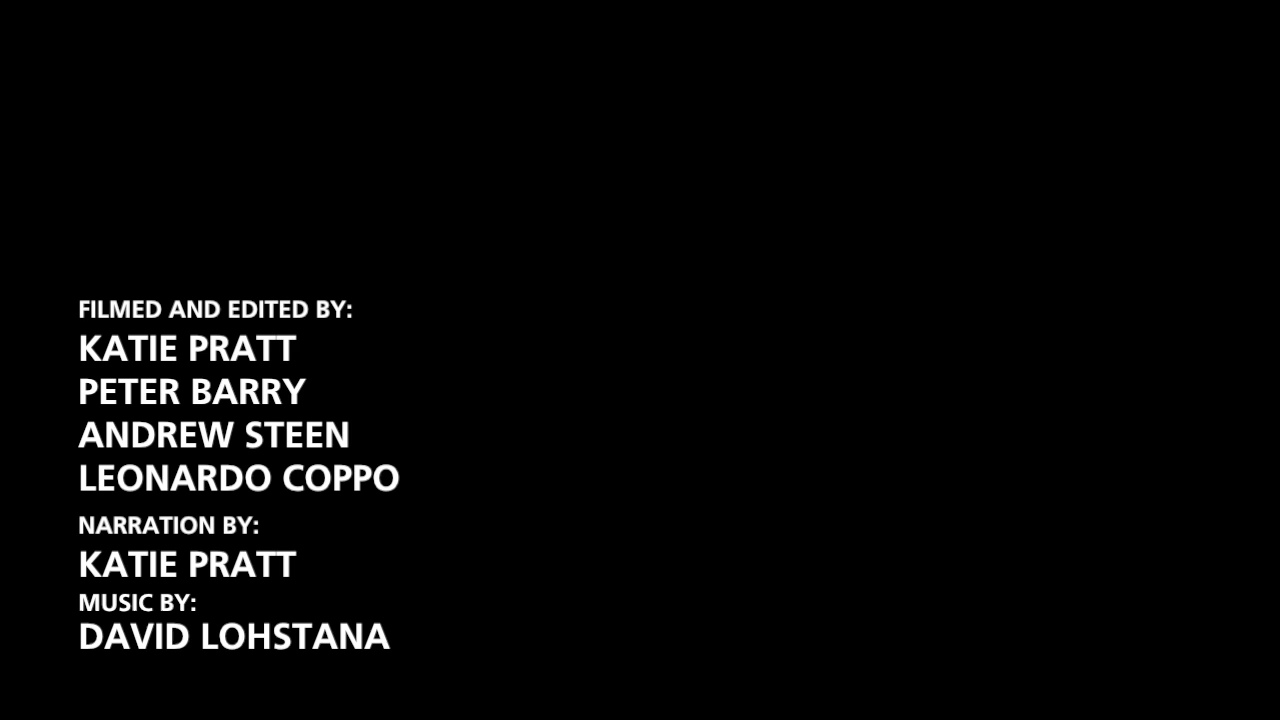 FILMED AND EDITED BY:
KATIE PRATT
PETER BARRY
ANDREW STEEN
LEONARDO COPPO
NARRATION BY:
KATIE PRATT
MUSIC BY:
DAVID LOHSTANA